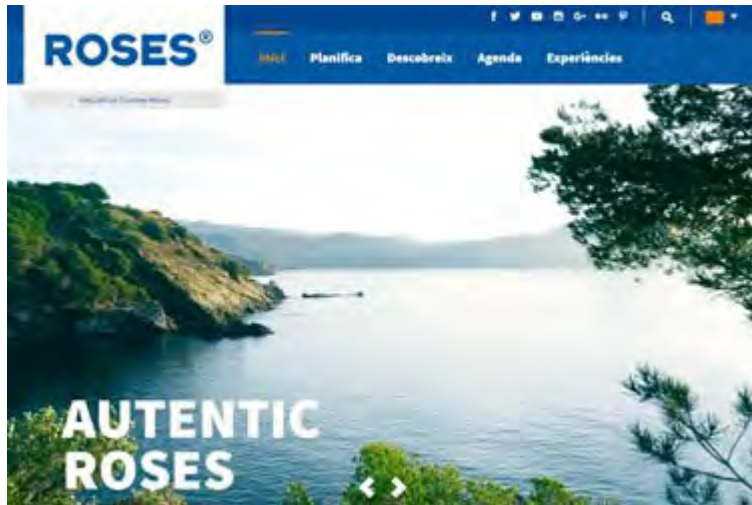 ROSES®
Inici Planifica Descobreix Agenda Experiències
AUTENTIC
ROSES